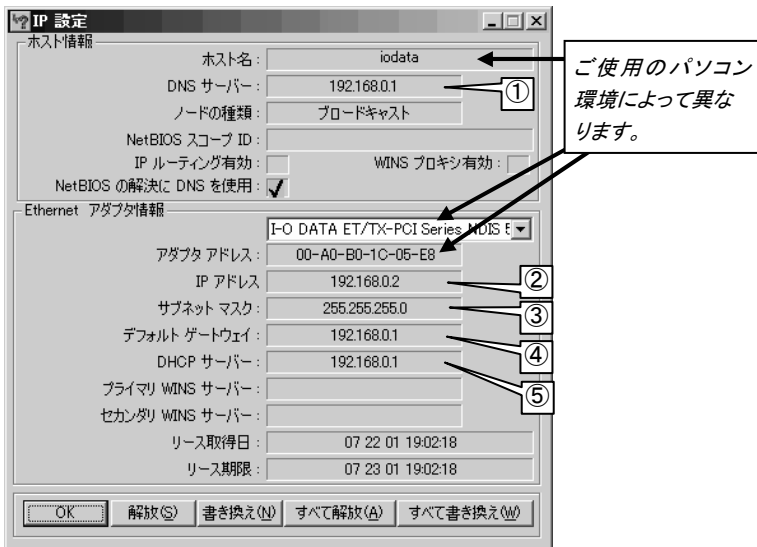 IP 設定
ホスト情報
ホスト名: iodata
DNS サーバー: 192.168.0.1 ①
ノードの種類: ブロードキャスト
NetBIOS スコープ ID:
IP ルーティング有効: WINS プロキシ有効:
NetBIOS の解決に DNS を使用:
ご使用のパソコン
環境によって異な
ります。
Ethernet アダプタ情報
I-O DATA ET/TX-PCI Series NDIS
アダプタ アドレス: 00-A0-B0-1C-05-E8
IP アドレス 192.168.0.2 ②
サブネット マスク: 255.255.255.0 ③
デフォルト ゲートウェイ: 192.168.0.1 ④
DHCP サーバー: 192.168.0.1 ⑤
プライマリ WINS サーバー:
セカンダリ WINS サーバー:
リース取得日: 07 22 01 19:02:18
リース期限: 07 23 01 19:02:18
OK 解放(S) 書き換え(N) すべて解放(A) すべて書き換え(W)